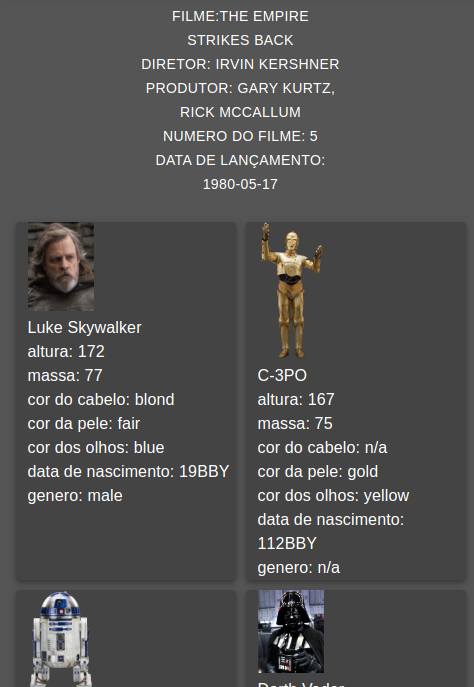 FILME:THE EMPIRE
STRIKES BACK
DIRETOR: IRVIN KERSHNER
PRODUTOR: GARY KURTZ,
RICK MCCALLUM
NUMERO DO FILME: 5
DATA DE LANÇAMENTO:
1980-05-17
Luke Skywalker
altura: 172
massa: 77
cor do cabelo: blond
cor da pele: fair
cor dos olhos: blue
data de nascimento: 19BBY
genero: male
C-3PO
altura: 167
massa: 75
cor do cabelo: n/a
cor da pele: gold
cor dos olhos: yellow
data de nascimento:
112BBY
genero: n/a
Darth Vader